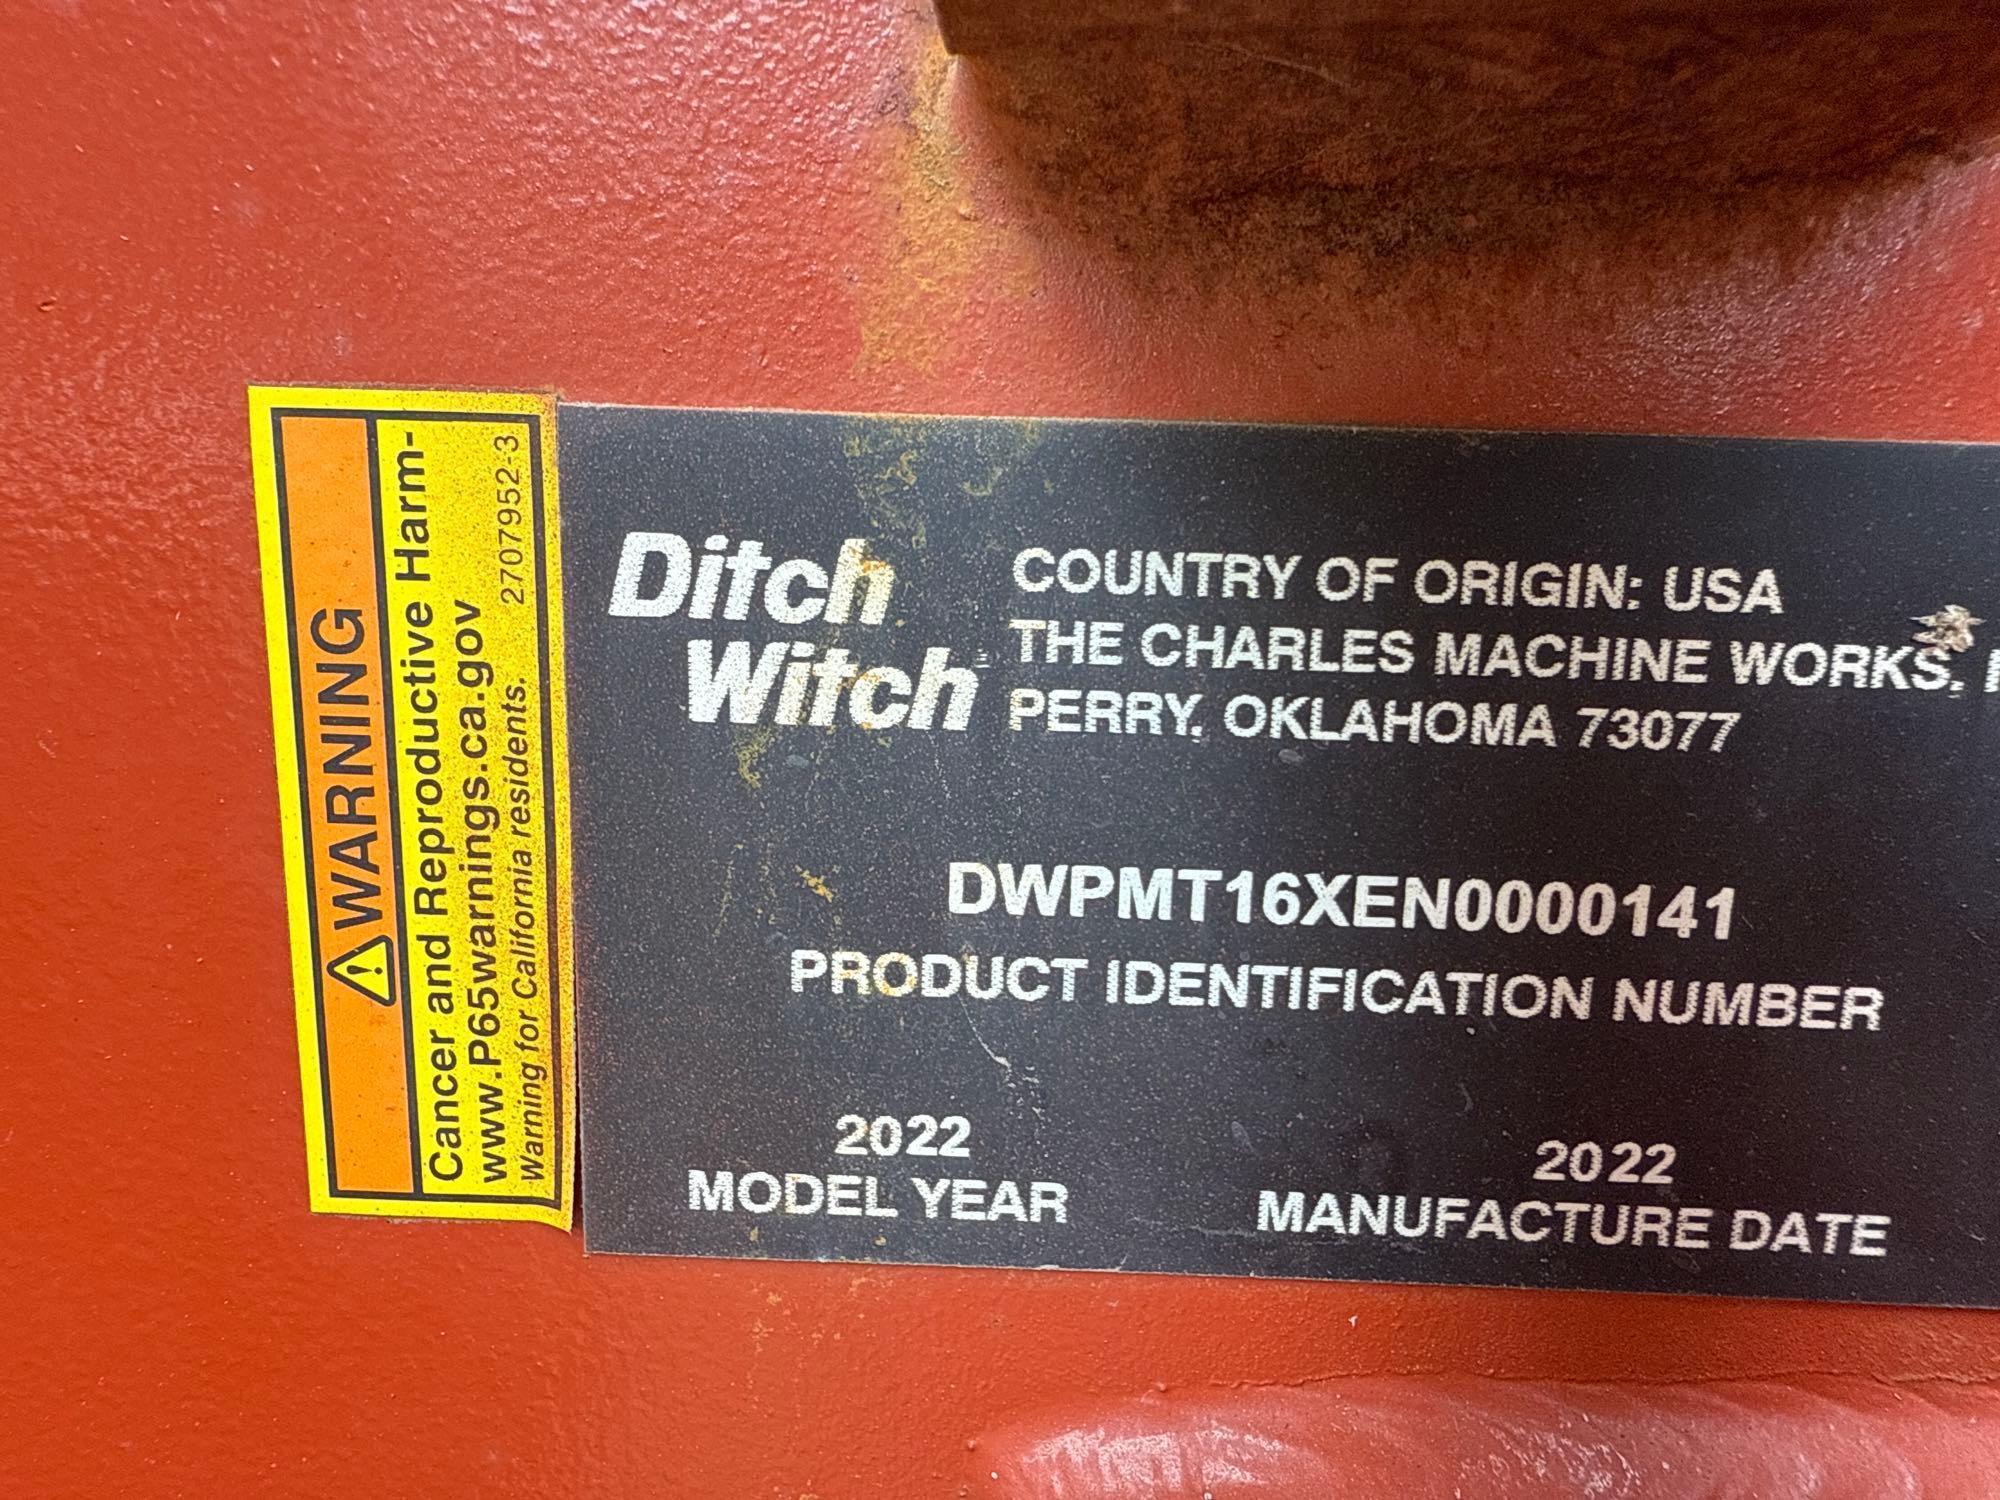 WARNING
Cancer and Reproductive Harm-
www.P65warnings.ca.gov
Warning for California residents. 2707952-3
Ditch
Witch
COUNTRY OF ORIGIN: USA
THE CHARLES MACHINE WORKS,
PERRY, OKLAHOMA 73077
DWPMT16XEN0000141
PRODUCT IDENTIFICATION NUMBER
2022
MODEL YEAR
2022
MANUFACTURE DATE